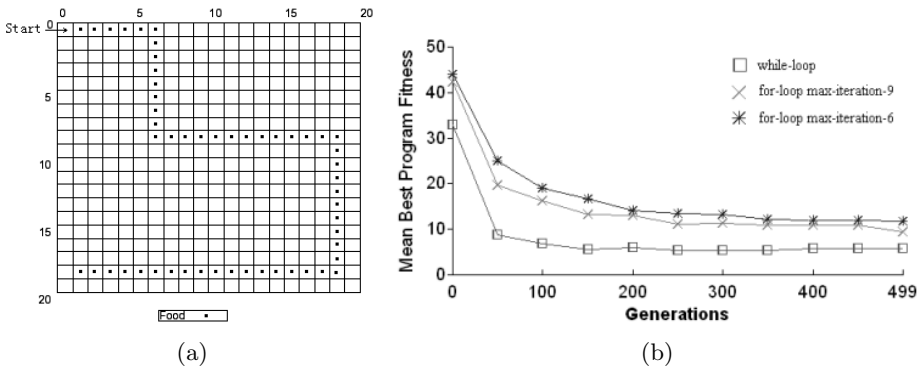 0 5 10 15 20
Start
0
5
10
15
20
Food
(a)
Mean Best Program Fitness
50
40
30
20
10
0
while-loop
for-loop max-iteration-9
for-loop max-iteration-6
0 100 200 300 400 499
Generations
(b)